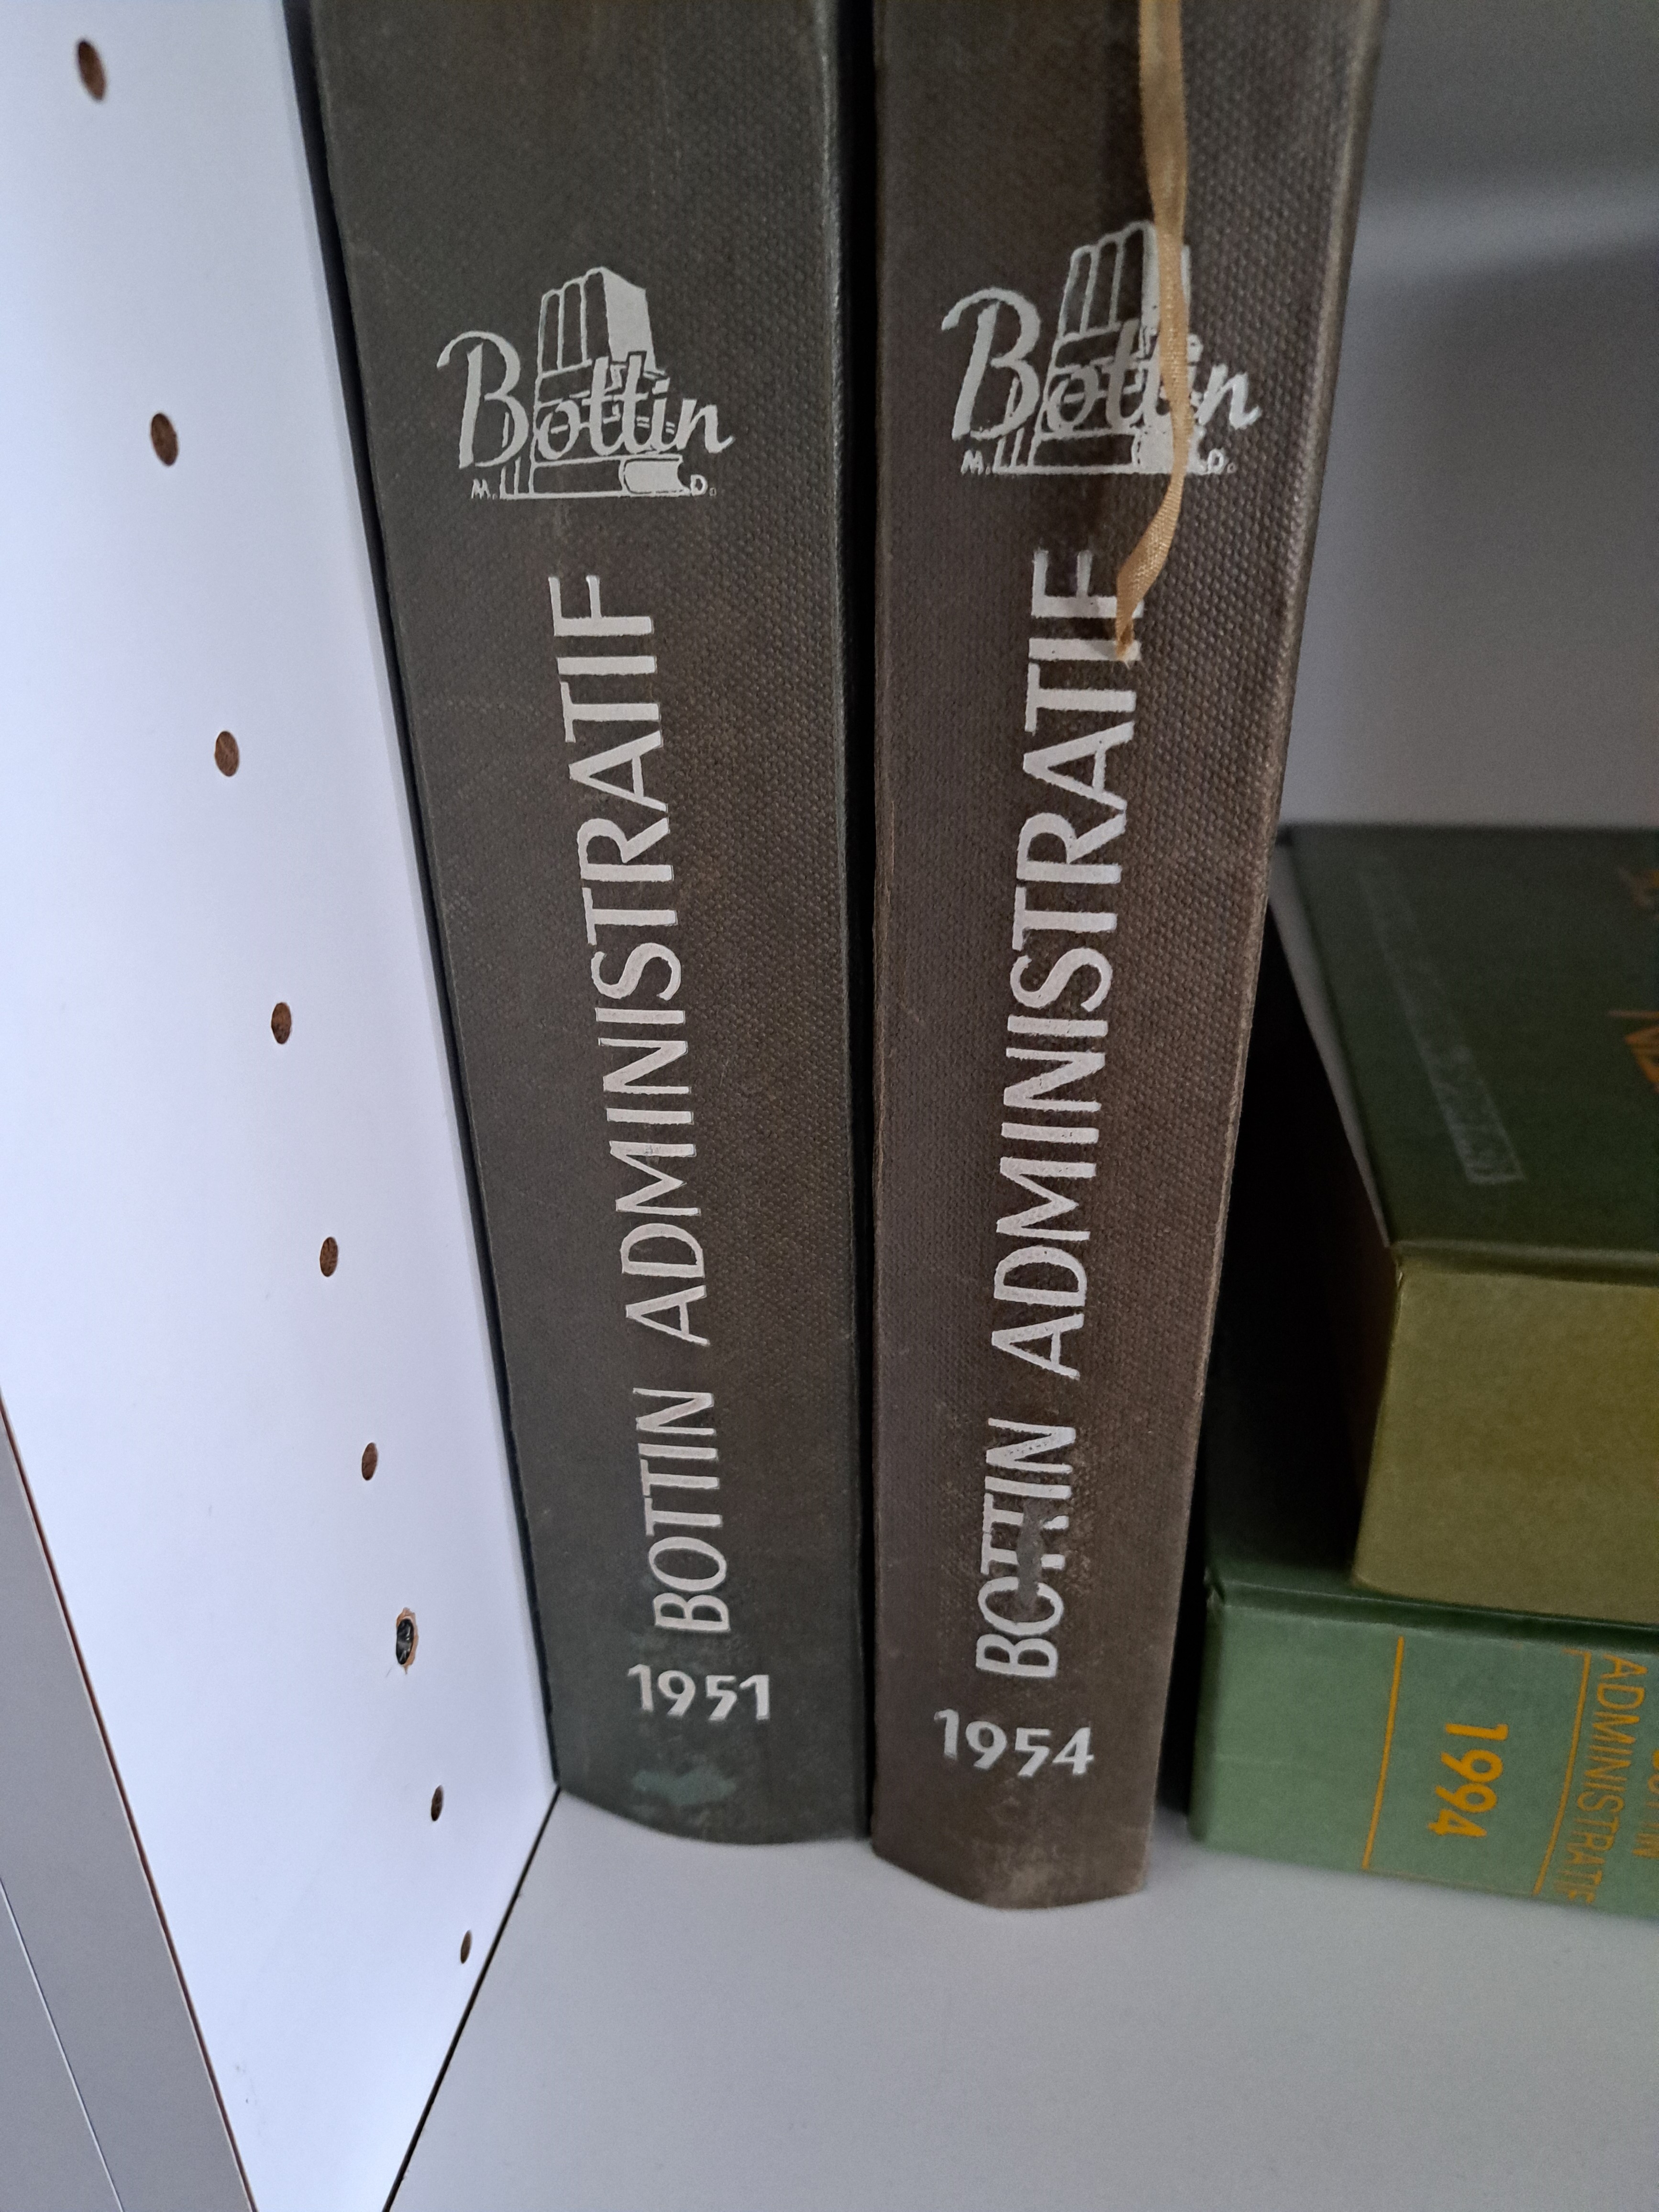 Bottin
M. D.
BOTTIN ADMINISTRATIF
1951
Bottin
M. D.
BOTTIN ADMINISTRATIF
1954
ADMINISTRATIF
1994